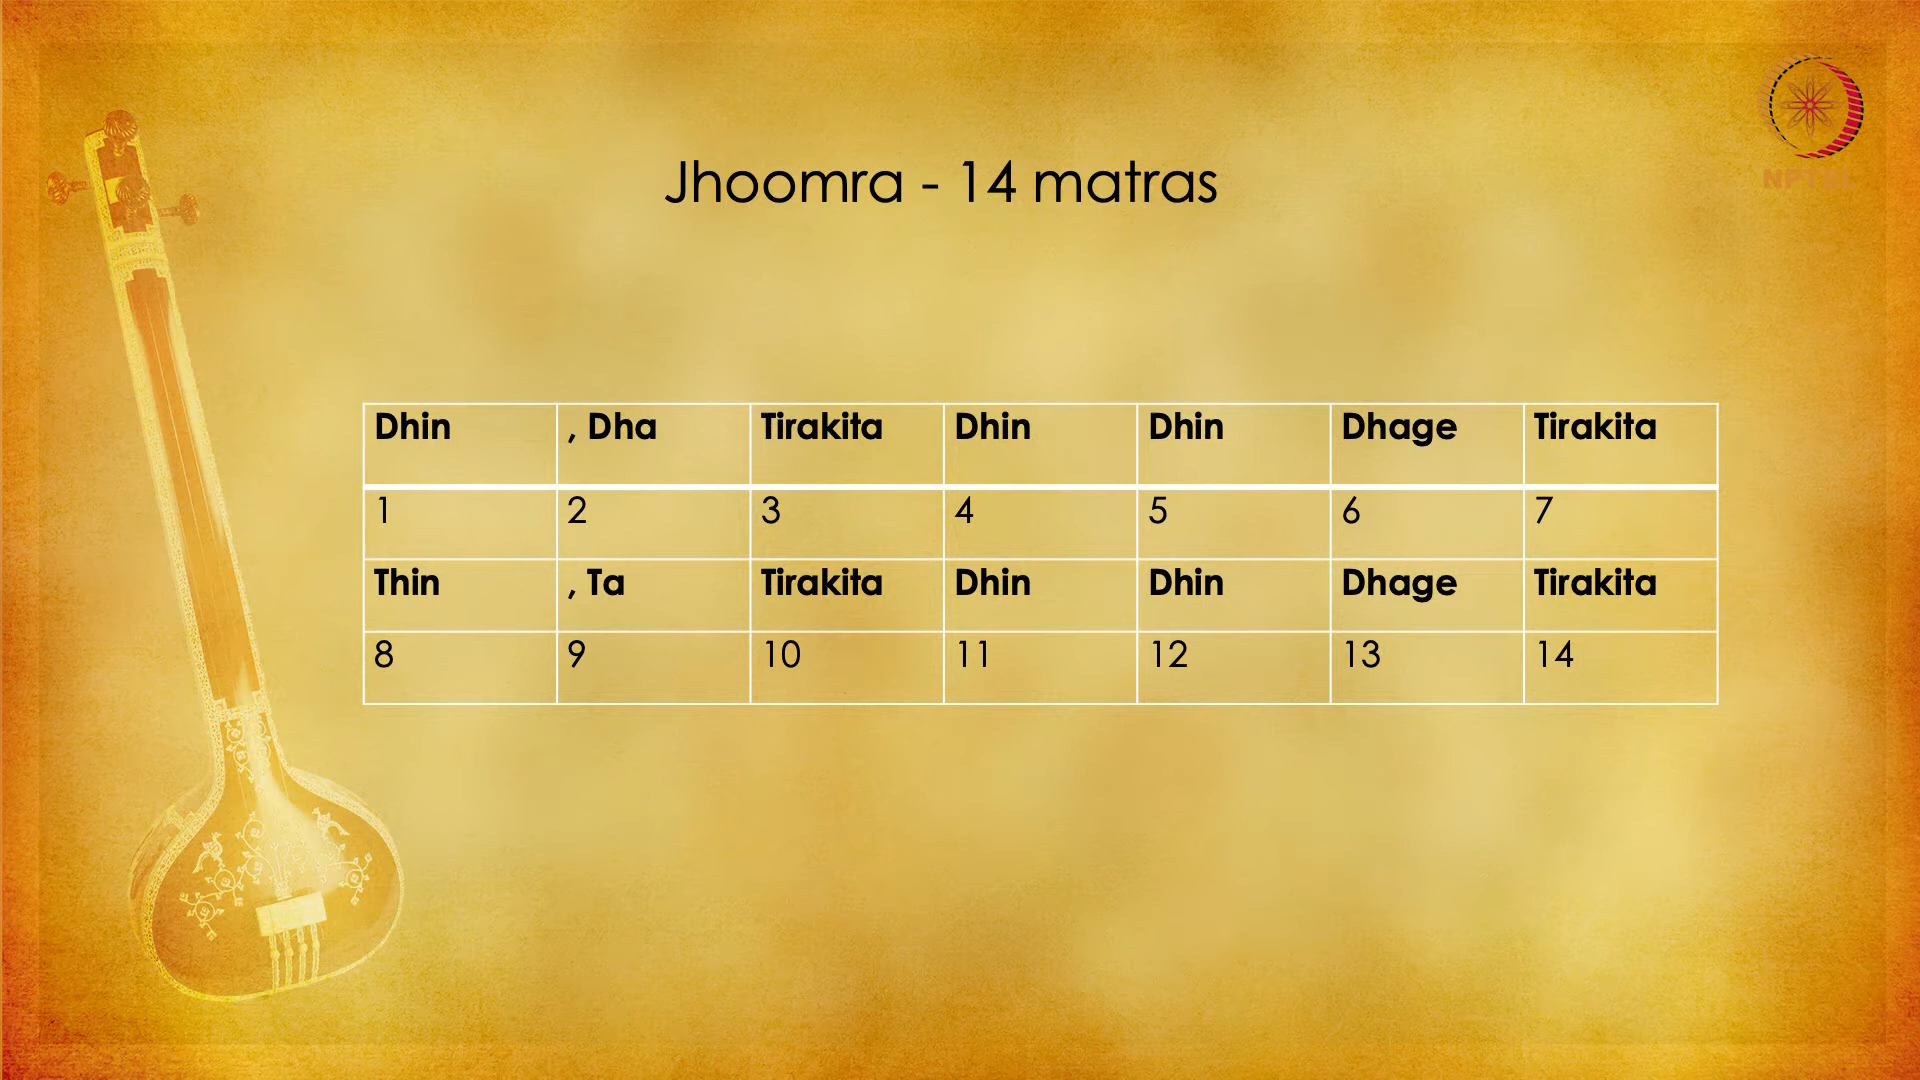 NPTEL
Jhoomra - 14 matras
Dhin , Dha Tirakita Dhin Dhin Dhage Tirakita
1 2 3 4 5 6 7
Thin , Ta Tirakita Dhin Dhin Dhage Tirakita
8 9 10 11 12 13 14